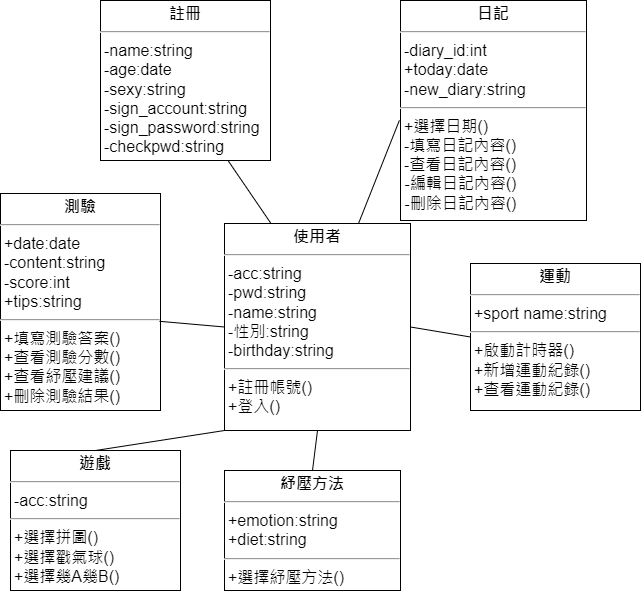 註冊
-name:string
-age:date
-sexy:string
-sign_account:string
-sign_password:string
-checkpwd:string
日記
-diary_id:int
+today:date
-new_diary:string
+選擇日期()
-填寫日記內容()
-查看日記內容()
-編輯日記內容()
-刪除日記內容()
測驗
+date:date
-content:string
-score:int
+tips:string
+填寫測驗答案()
+查看測驗分數()
+查看紓壓建議()
+刪除測驗結果()
使用者
-acc:string
-pwd:string
-name:string
-性別:string
-birthday:string
+註冊帳號()
+登入()
運動
+sport name:string
+啟動計時器()
+新增運動紀錄()
+查看運動紀錄()
遊戲
-acc:string
+選擇拼圖()
+選擇戳氣球()
+選擇幾A幾B()
紓壓方法
+emotion:string
+diet:string
+選擇紓壓方法()